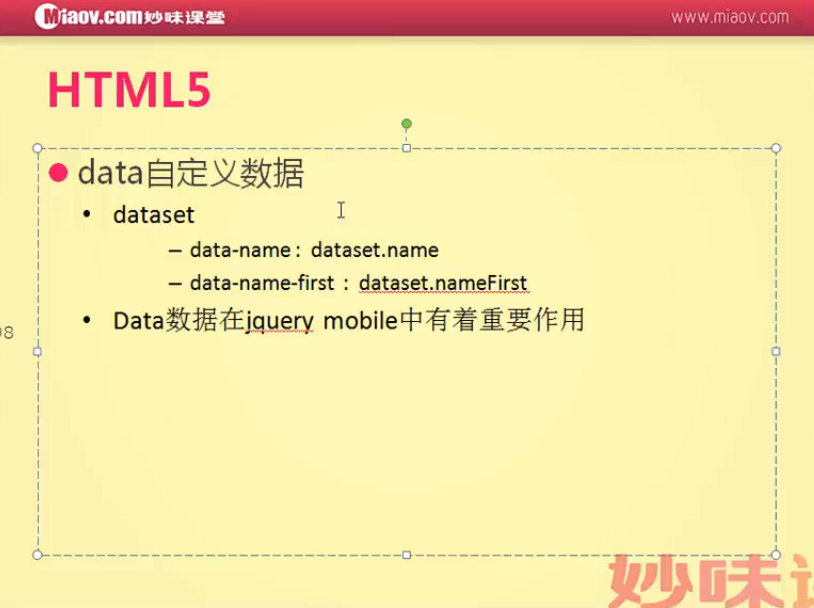 Miaov.com妙味课堂
www.miaov.com
HTML5
data自定义数据
• dataset
– data-name : dataset.name
– data-name-first : dataset.nameFirst
• Data数据在jquery mobile中有着重要作用
妙味